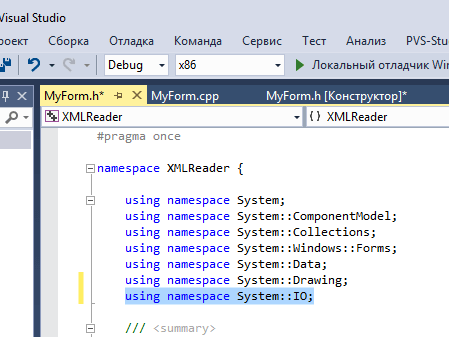 Visual Studio
роект Сборка Отладка Команда Сервис Тест Анализ PVS-Stu
Debug x86 Локальный отладчик Win
MyForm.h* MyForm.cpp MyForm.h [Конструктор]*
XMLReader { } XMLReader
#pragma once
namespace XMLReader {
using namespace System;
using namespace System::ComponentModel;
using namespace System::Collections;
using namespace System::Windows::Forms;
using namespace System::Data;
using namespace System::Drawing;
using namespace System::IO;
/// <summary>